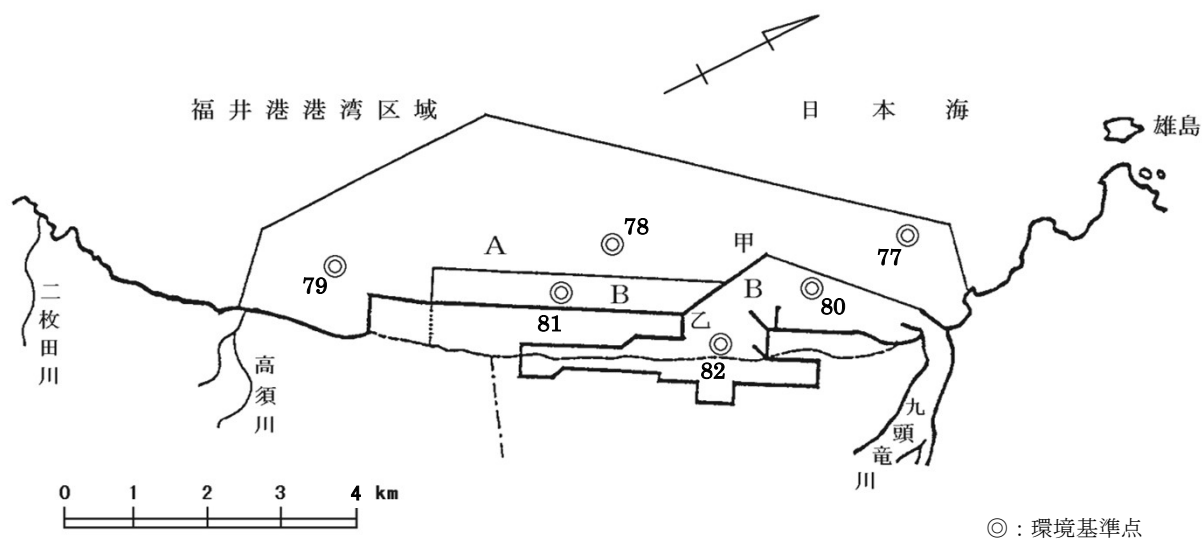 福井港港湾区域
日本海
雄島
78
77
甲
A
79
B
B
80
81
乙
82
二枚田川
高須川
九頭竜川
0 1 2 3 4 km
◎：環境基準点